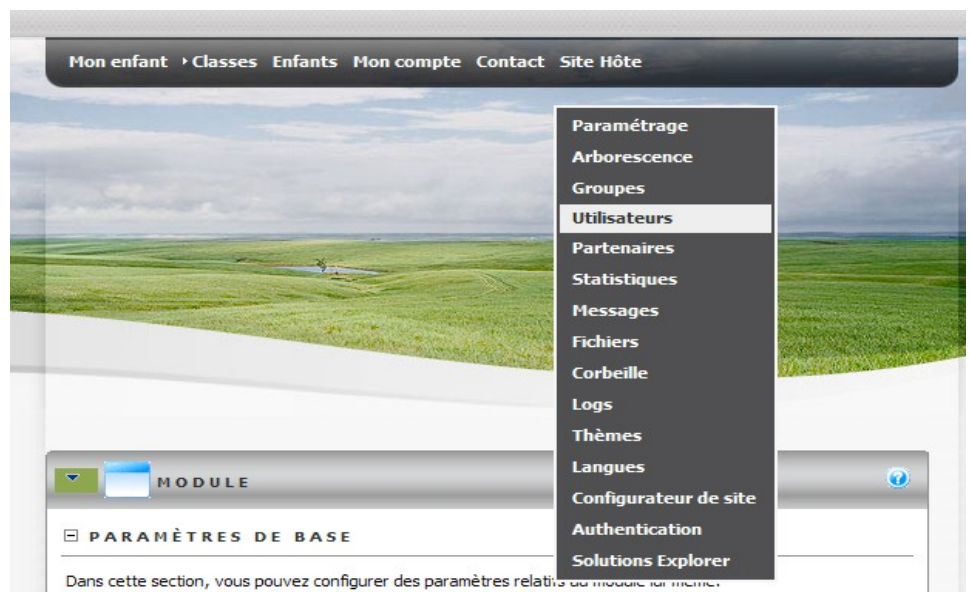 Mon enfant Classes Enfants Mon compte Contact Site Hôte
Paramétrage
Arborescence
Groupes
Utilisateurs
Partenaires
Statistiques
Messages
Fichiers
Corbeille
Logs
Thèmes
Langues
Configurateur de site
Authentication
Solutions Explorer
MODULE
PARAMÈTRES DE BASE
Dans cette section, vous pouvez configurer des paramètres relatifs au module lui même.